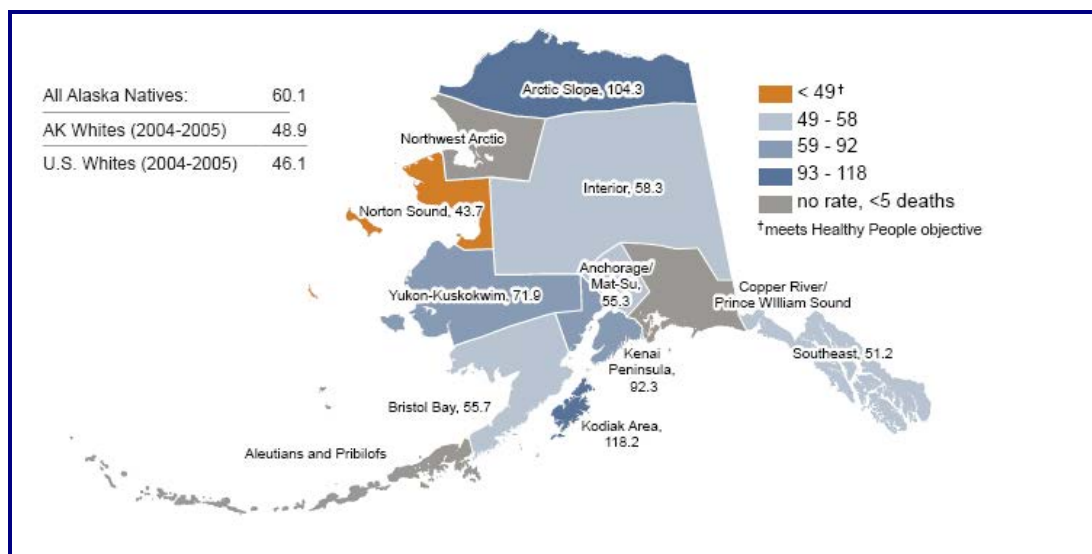 All Alaska Natives: 60.1
AK Whites (2004-2005) 48.9
U.S. Whites (2004-2005) 46.1
< 49†
49 - 58
59 - 92
93 - 118
no rate, <5 deaths
†meets Healthy People objective
Arctic Slope, 104.3
Northwest Arctic
Interior, 58.3
Norton Sound, 43.7
Anchorage/
Mat-Su,
55.3
Yukon-Kuskokwim, 71.9
Copper River/
Prince William Sound
Southeast, 51.2
Kenai
Peninsula,
92.3
Bristol Bay, 55.7
Kodiak Area,
118.2
Aleutians and Pribilofs